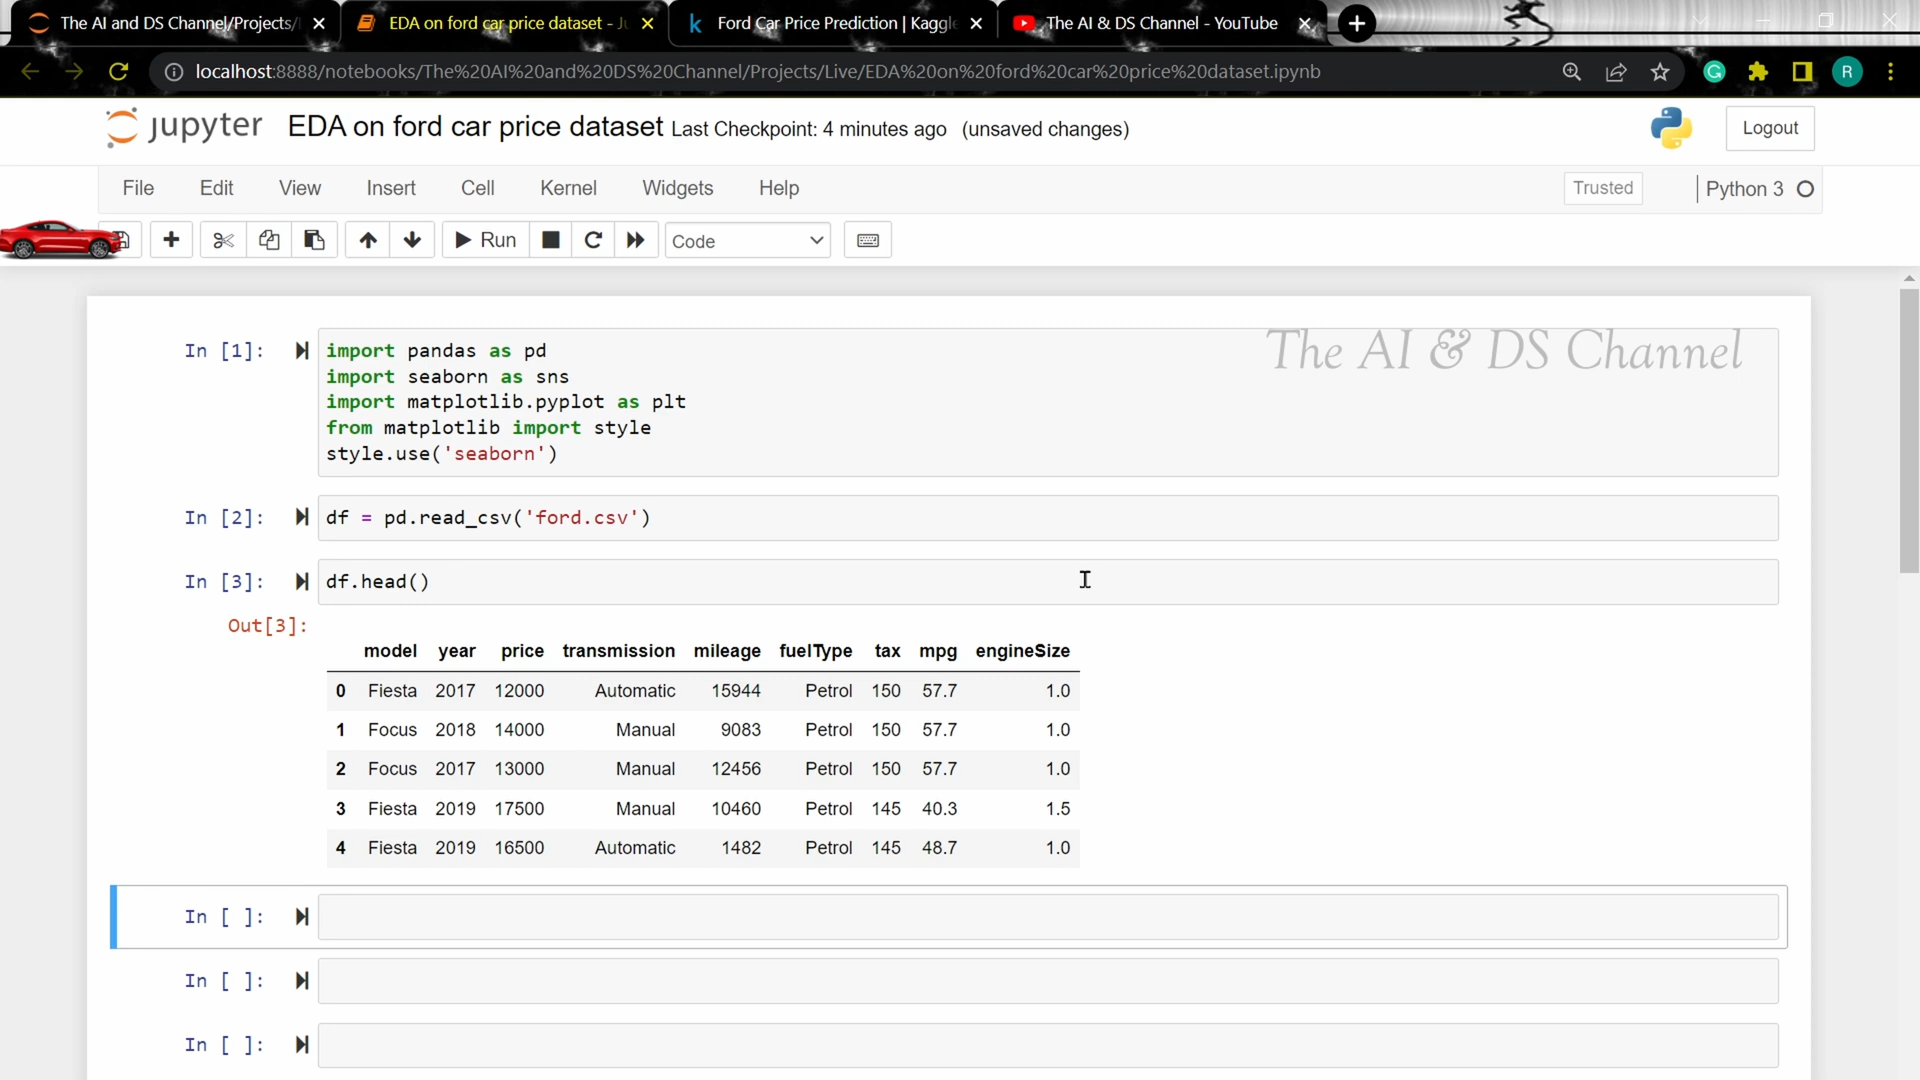 The AI and DS Channel/Projects/
EDA on ford car price dataset - Ju
k Ford Car Price Prediction | Kaggle
The AI & DS Channel - YouTube
localhost:8888/notebooks/The%20AI%20and%20DS%20Channel/Projects/Live/EDA%20on%20ford%20car%20price%20dataset.ipynb
G
R
jupyter EDA on ford car price dataset Last Checkpoint: 4 minutes ago (unsaved changes)
Logout
File Edit View Insert Cell Kernel Widgets Help
Trusted
Python 3
Run
Code
The AI & DS Channel
In [1]: import pandas as pd
import seaborn as sns
import matplotlib.pyplot as plt
from matplotlib import style
style.use('seaborn')
In [2]: df = pd.read_csv('ford.csv')
In [3]: df.head()
Out[3]:
model year price transmission mileage fuelType tax mpg engineSize
0 Fiesta 2017 12000 Automatic 15944 Petrol 150 57.7 1.0
1 Focus 2018 14000 Manual 9083 Petrol 150 57.7 1.0
2 Focus 2017 13000 Manual 12456 Petrol 150 57.7 1.0
3 Fiesta 2019 17500 Manual 10460 Petrol 145 40.3 1.5
4 Fiesta 2019 16500 Automatic 1482 Petrol 145 48.7 1.0
In [ ]:
In [ ]:
In [ ]: